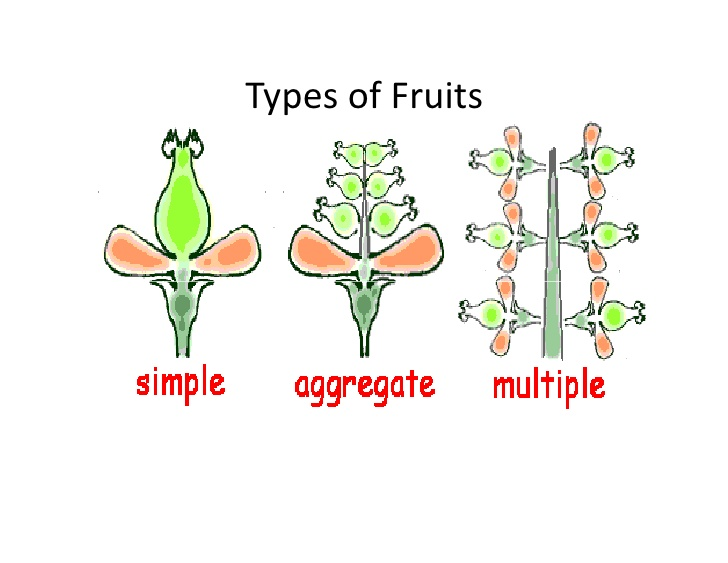 Types of Fruits
simple
aggregate
multiple